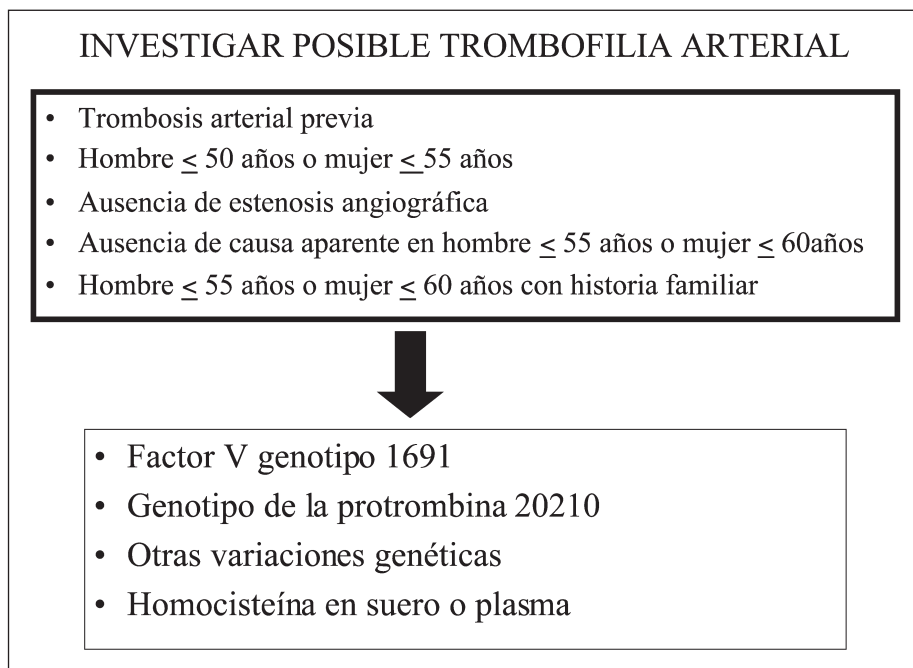 INVESTIGAR POSIBLE TROMBOFILIA ARTERIAL
• Trombosis arterial previa
• Hombre ≤ 50 años o mujer ≤ 55 años
• Ausencia de estenosis angiográfica
• Ausencia de causa aparente en hombre ≤ 55 años o mujer ≤ 60años
• Hombre ≤ 55 años o mujer ≤ 60 años con historia familiar
• Factor V genotipo 1691
• Genotipo de la protrombina 20210
• Otras variaciones genéticas
• Homocisteína en suero o plasma